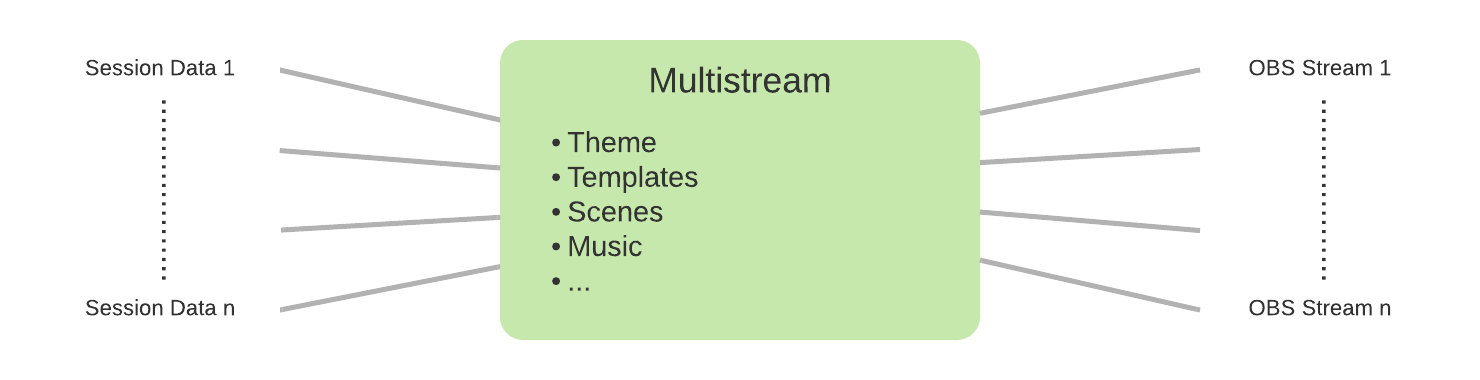 Session Data 1
Session Data n
Multistream
• Theme
• Templates
• Scenes
• Music
• ...
OBS Stream 1
OBS Stream n